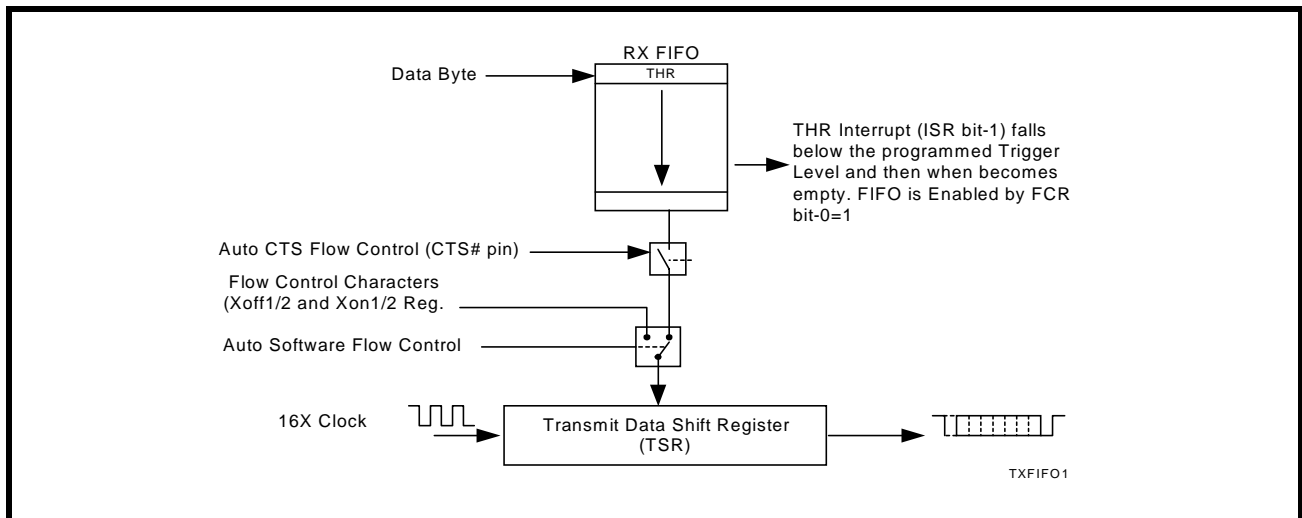 RX FIFO
Data Byte
THR
THR Interrupt (ISR bit-1) falls
below the programmed Trigger
Level and then when becomes
empty. FIFO is Enabled by FCR
bit-0=1
Auto CTS Flow Control (CTS# pin)
Flow Control Characters
(Xoff1/2 and Xon1/2 Reg.
Auto Software Flow Control
16X Clock
Transmit Data Shift Register
(TSR)
TXFIFO1